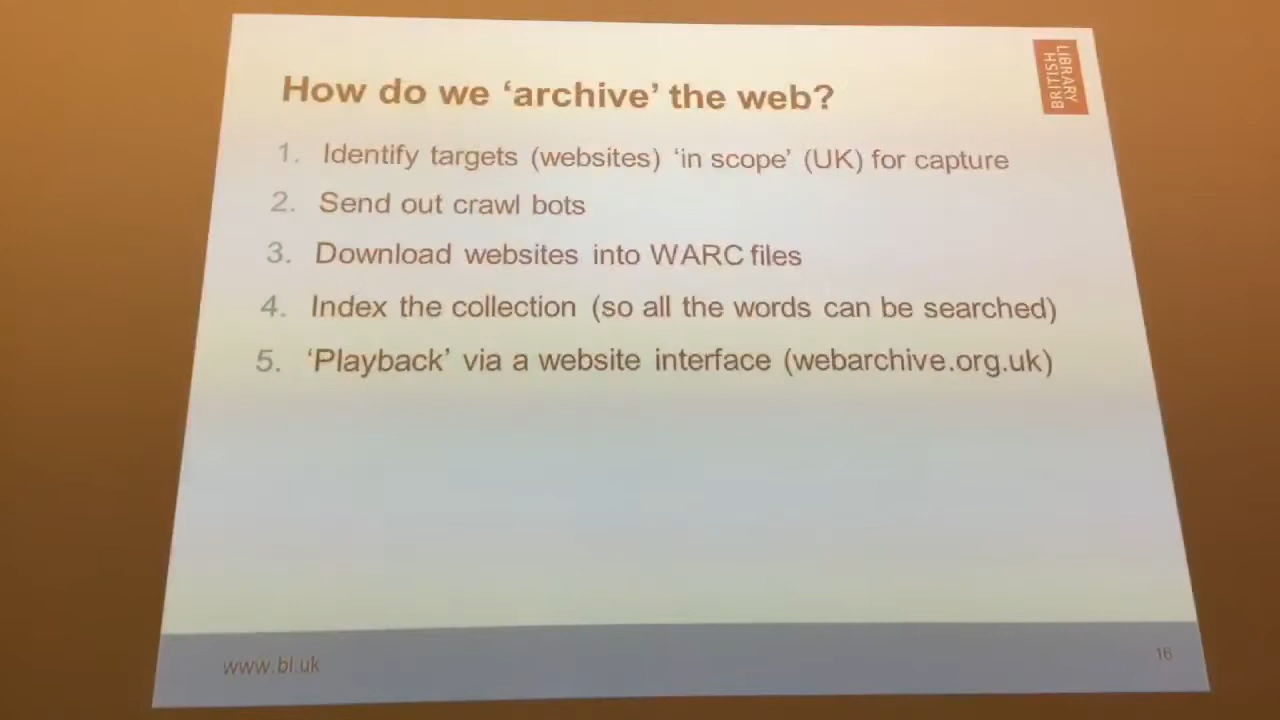 How do we ‘archive’ the web?
LIBRARY
BRITISH
1. Identify targets (websites) ‘in scope’ (UK) for capture
2. Send out crawl bots
3. Download websites into WARC files
4. Index the collection (so all the words can be searched)
5. ‘Playback’ via a website interface (webarchive.org.uk)
www.bl.uk
16